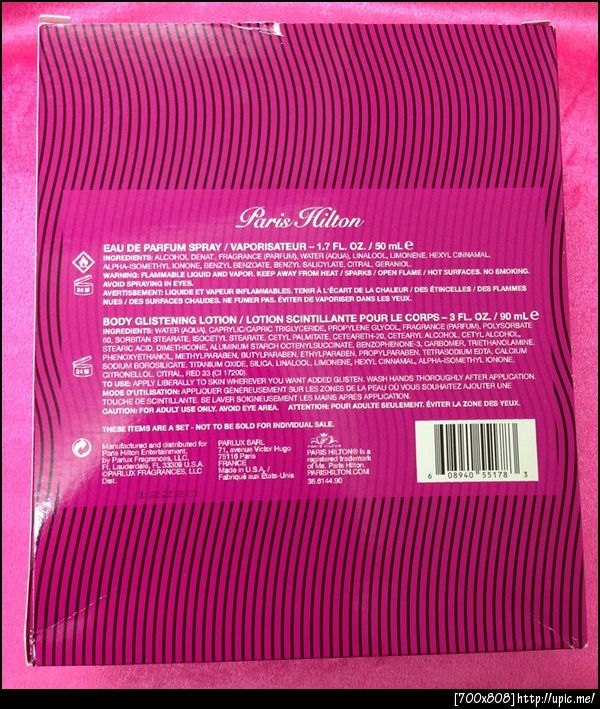 Paris Hilton
EAU DE PARFUM SPRAY / VAPORISATEUR – 1.7 FL. OZ. / 50 mL ℮
INGREDIENTS: ALCOHOL DENAT, FRAGRANCE (PARFUM), WATER (AQUA), LINALOOL, LIMONENE, HEXYL CINNAMAL,
ALPHA-ISOMETHYL IONONE, BENZYL BENZOATE, BENZYL SALICYLATE, CITRAL, GERANIOL.
WARNING: FLAMMABLE LIQUID AND VAPOR. KEEP AWAY FROM HEAT / SPARKS / OPEN FLAME / HOT SURFACES. NO SMOKING.
AVOID SPRAYING IN EYES.
AVERTISSEMENT: LIQUIDE ET VAPEUR INFLAMMABLES. TENIR À L'ÉCART DE LA CHALEUR / DES ÉTINCELLES / DES FLAMMES
NUES / DES SURFACES CHAUDES. NE FUMER PAS. ÉVITER DE VAPORISER DANS LES YEUX.
36 M
BODY GLISTENING LOTION / LOTION SCINTILLANTE POUR LE CORPS – 3 FL. OZ. / 90 mL ℮
INGREDIENTS: WATER (AQUA), CAPRYLIC/CAPRIC TRIGLYCERIDE, PROPYLENE GLYCOL, FRAGRANCE (PARFUM), POLYSORBATE
60, SORBITAN STEARATE, ISOCETYL STEARATE, CETYL PALMITATE, CETEARETH-20, CETEARYL ALCOHOL, CETYL ALCOHOL,
STEARIC ACID, DIMETHICONE, ALUMINUM STARCH OCTENYLSUCCINATE, BENZOPHENONE-3, CARBOMER, TRIETHANOLAMINE,
PHENOXYETHANOL, METHYLPARABEN, BUTYLPARABEN, ETHYLPARABEN, PROPYLPARABEN, TETRASODIUM EDTA, CALCIUM
SODIUM BOROSILICATE, TITANIUM OXIDE, SILICA, LINALOOL, LIMONENE, HEXYL CINNAMAL, ALPHA-ISOMETHYL IONONE,
CITRONELLOL, CITRAL, RED 33 (CI 17200).
24 M
TO USE: APPLY LIBERALLY TO SKIN WHEREVER YOU WANT ADDED GLISTEN. WASH HANDS THOROUGHLY AFTER APPLICATION.
MODE D'UTILISATION: APPLIQUER GÉNÉREUSEMENT SUR LES ZONES DE LA PEAU OÙ VOUS SOUHAITEZ AJOUTER UNE
TOUCHE DE SCINTILLANTE. SE LAVER SOIGNEUSEMENT LES MAINS APRÈS APPLICATION.
CAUTION: FOR ADULT USE ONLY. AVOID EYE AREA. ATTENTION: POUR ADULTE SEULEMENT. ÉVITER LA ZONE DES YEUX.
THESE ITEMS ARE A SET - NOT TO BE SOLD FOR INDIVIDUAL SALE.
Manufactured and distributed for
Paris Hilton Entertainment,
by Parlux Fragrances, LLC
Ft. Lauderdale, FL 33309 U.S.A.
©PARLUX FRAGRANCES, LLC
Dist.
PARLUX SARL
71, avenue Victor Hugo
75116 Paris
FRANCE
Made in U.S.A. /
Fabriqué aux États-Unis
PARIS HILTON
PARIS HILTON® is a
registered trademark
of Ms. Paris Hilton.
PARISHILTON.COM
38.6144.90
6 08940 55178 3
12220
[700x808]http://upic.me/